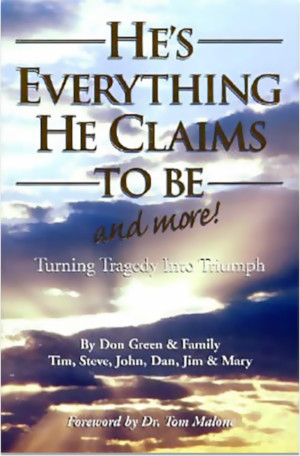 HE'S
EVERYTHING
HE CLAIMS
TO BE
and more!
Turning Tragedy Into Triumph
By Don Green & Family
Tim, Steve, John, Dan, Jim & Mary
Foreword by Dr. Tom Malone